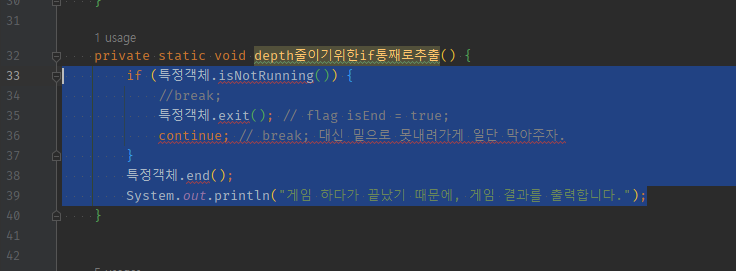 30 }
31
1 usage
32 private static void depth줄이기위한if통째로추출() {
33 if (특정객체.isNotRunning()) {
34 //break;
35 특정객체.exit(); // flag isEnd = true;
36 continue; // break; 대신 밑으로 못내려가게 일단 막아주자.
37 }
38 특정객체.end();
39 System.out.println("게임 하다가 끝났기 때문에, 게임 결과를 출력합니다.");
40 }
41
42